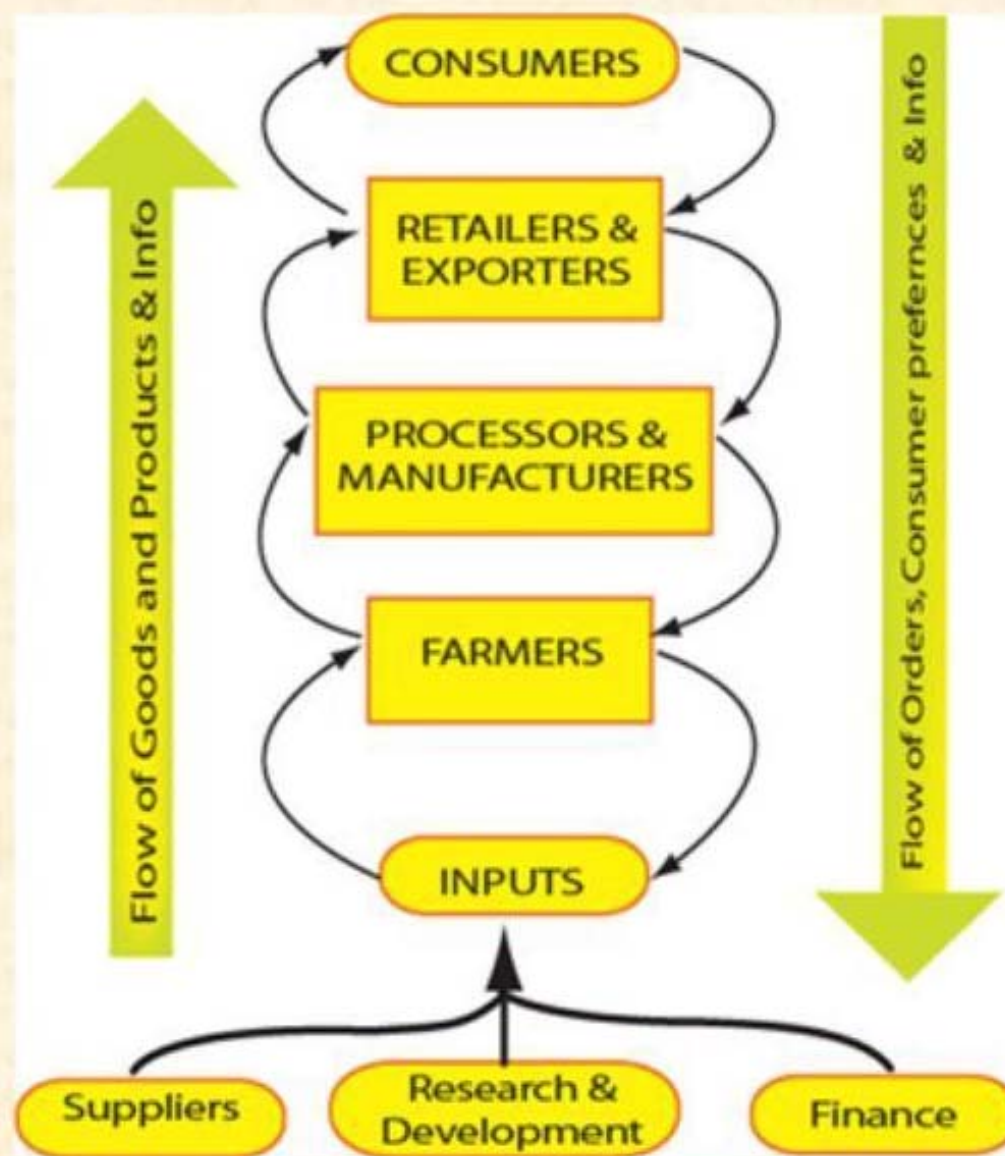 CONSUMERS
Flow of Goods and Products & Info
Flow of Orders, Consumer prefernces & Info
RETAILERS &
EXPORTERS
PROCESSORS &
MANUFACTURERS
FARMERS
INPUTS
Suppliers
Research &
Development
Finance